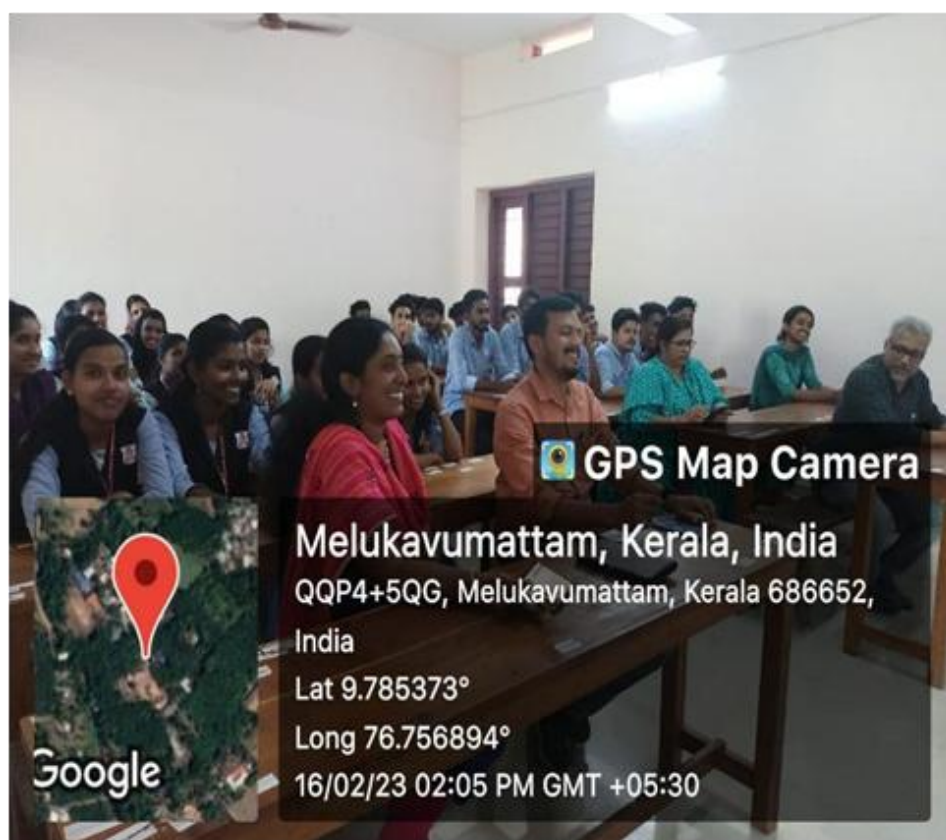 GPS Map Camera
Melukavumattam, Kerala, India
QQP4+5QG, Melukavumattam, Kerala 686652,
India
Lat 9.785373°
Long 76.756894°
16/02/23 02:05 PM GMT +05:30
Google